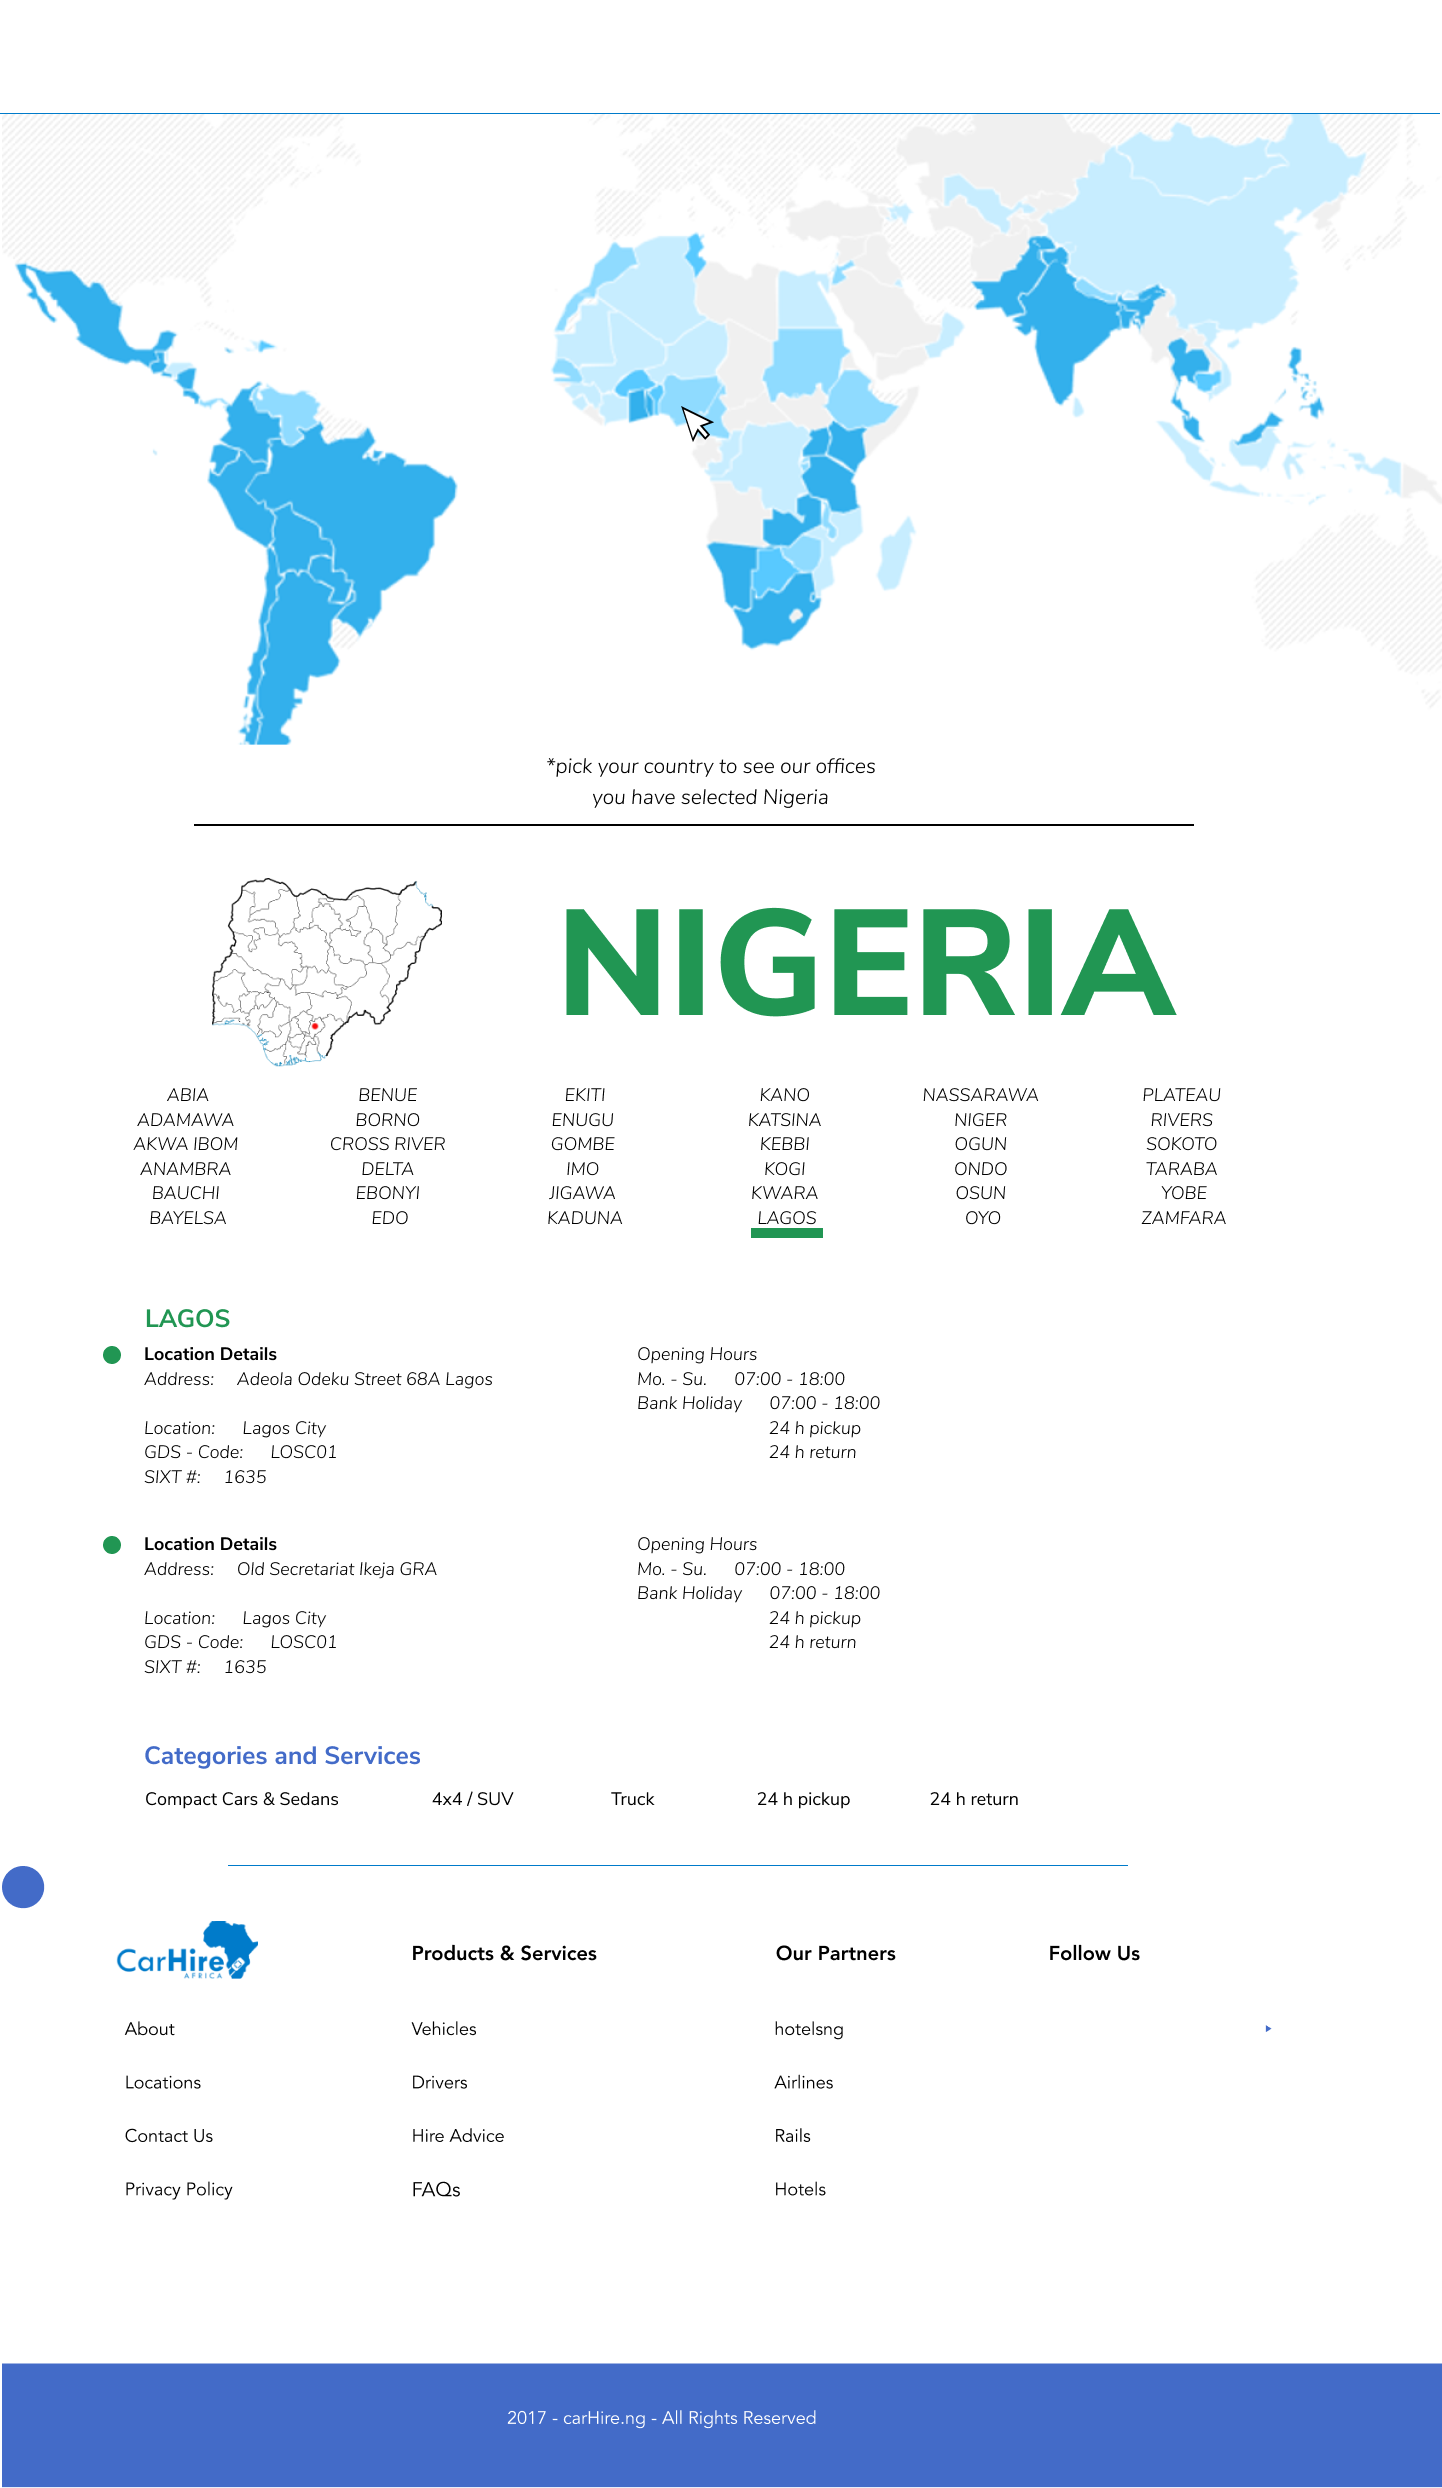 *pick your country to see our offices
you have selected Nigeria
NIGERIA
ABIA
ADAMAWA
AKWA IBOM
ANAMBRA
BAUCHI
BAYELSA
BENUE
BORNO
CROSS RIVER
DELTA
EBONYI
EDO
EKITI
ENUGU
GOMBE
IMO
JIGAWA
KADUNA
KANO
KATSINA
KEBBI
KOGI
KWARA
LAGOS
NASSARAWA
NIGER
OGUN
ONDO
OSUN
OYO
PLATEAU
RIVERS
SOKOTO
TARABA
YOBE
ZAMFARA
LAGOS
Location Details
Address: Adeola Odeku Street 68A Lagos
Location: Lagos City
GDS - Code: LOSC01
SIXT #: 1635
Opening Hours
Mo. - Su. 07:00 - 18:00
Bank Holiday 07:00 - 18:00
24 h pickup
24 h return
Location Details
Address: Old Secretariat Ikeja GRA
Location: Lagos City
GDS - Code: LOSC01
SIXT #: 1635
Opening Hours
Mo. - Su. 07:00 - 18:00
Bank Holiday 07:00 - 18:00
24 h pickup
24 h return
Categories and Services
Compact Cars & Sedans 4x4 / SUV Truck 24 h pickup 24 h return
CarHire
AFRICA
About
Locations
Contact Us
Privacy Policy
Products & Services
Vehicles
Drivers
Hire Advice
FAQs
Our Partners
hotelsng
Airlines
Rails
Hotels
Follow Us
2017 - carHire.ng - All Rights Reserved